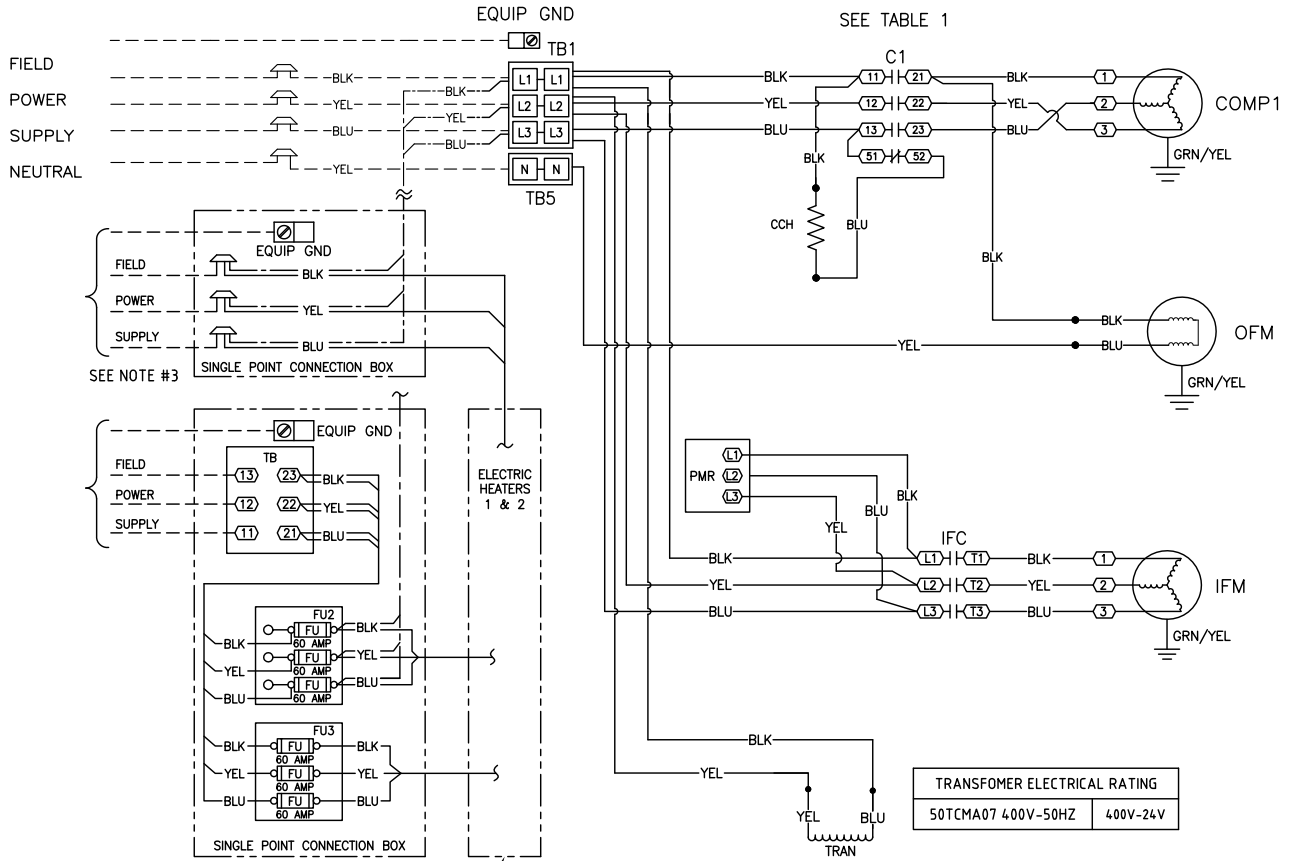 EQUIP GND
SEE TABLE 1
TB1
C1
FIELD
POWER
SUPPLY
NEUTRAL
BLK
YEL
BLU
YEL
BLK
YEL
BLU
L1 L1
L2 L2
L3 L3
N N
TB5
BLK 11 21 BLK 1
YEL 12 22 YEL 2
BLU 13 23 BLU 3
51 52
COMP1
GRN/YEL
BLK
CCH
BLU
BLK
BLK
YEL
BLU
OFM
GRN/YEL
EQUIP GND
FIELD
BLK
POWER
YEL
SUPPLY
BLU
SINGLE POINT CONNECTION BOX
SEE NOTE #3
EQUIP GND
TB
FIELD
13 23 BLK
POWER
12 22 YEL
SUPPLY
11 21 BLU
ELECTRIC
HEATERS
1 & 2
PMR
L1
L2
L3
BLK
BLU
YEL
IFC
BLK L1 T1 BLK 1
YEL L2 T2 YEL 2
BLU L3 T3 BLU 3
IFM
GRN/YEL
FU2
BLK FU BLK
60 AMP
YEL FU YEL
60 AMP
BLU FU BLU
60 AMP
FU3
BLK FU BLK
60 AMP
YEL FU YEL
60 AMP
BLU FU BLU
60 AMP
SINGLE POINT CONNECTION BOX
BLK
YEL
YEL
BLU
TRAN
TRANSFOMER ELECTRICAL RATING
50TCMA07 400V-50HZ 400V-24V